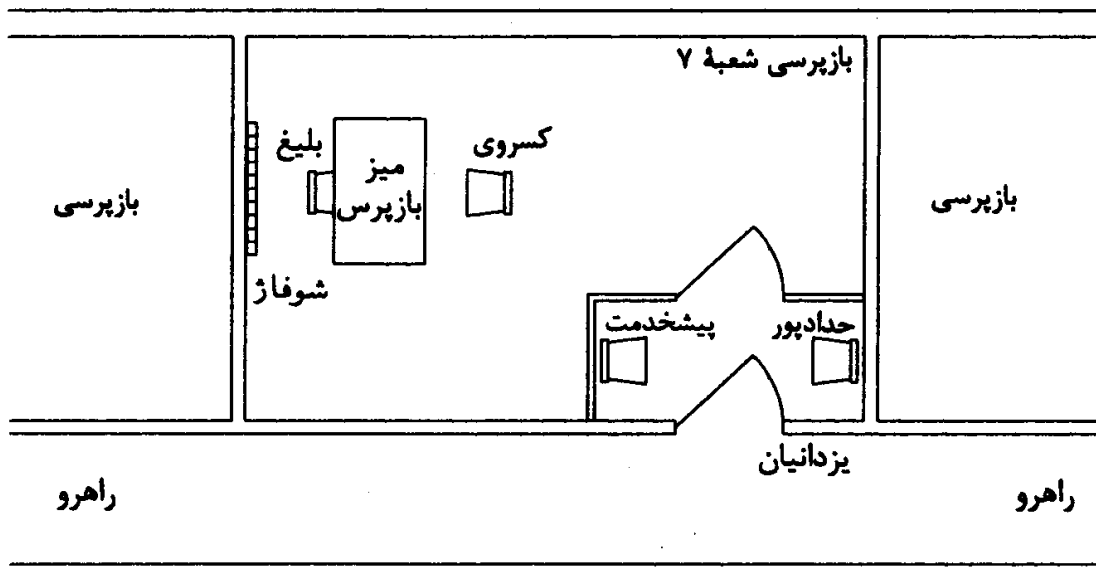 بازپرسی شعبهٔ ۷
کسروی
بلیغ
میز
بازپرس
بازپرسی
بازپرسی
شوفاژ
حدادپور
پیشخدمت
یزدانیان
راهرو
راهرو